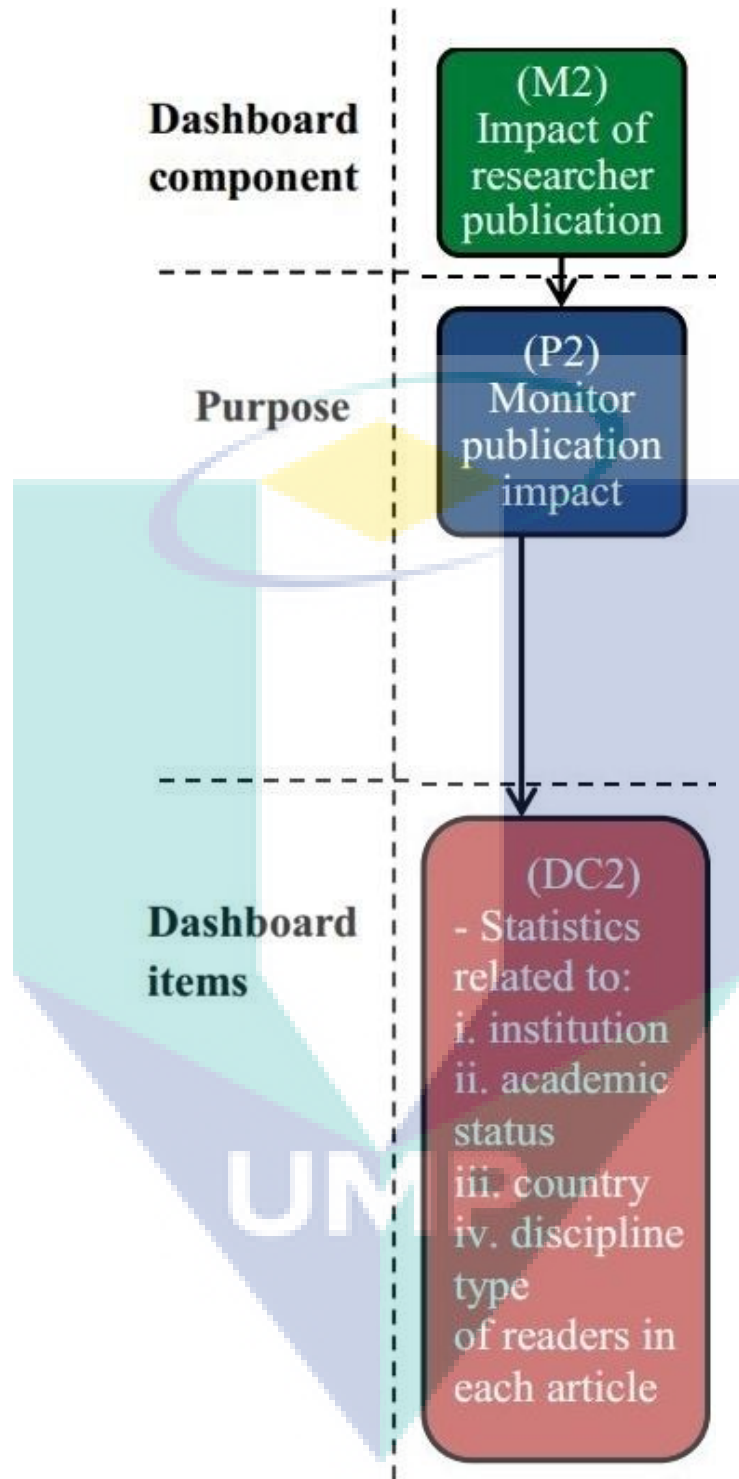 Dashboard
component
(M2)
Impact of
researcher
publication
Purpose
(P2)
Monitor
publication
impact
Dashboard
items
(DC2)
- Statistics
related to:
i. institution
ii. academic
status
iii. country
iv. discipline
type
of readers in
each article
UMP